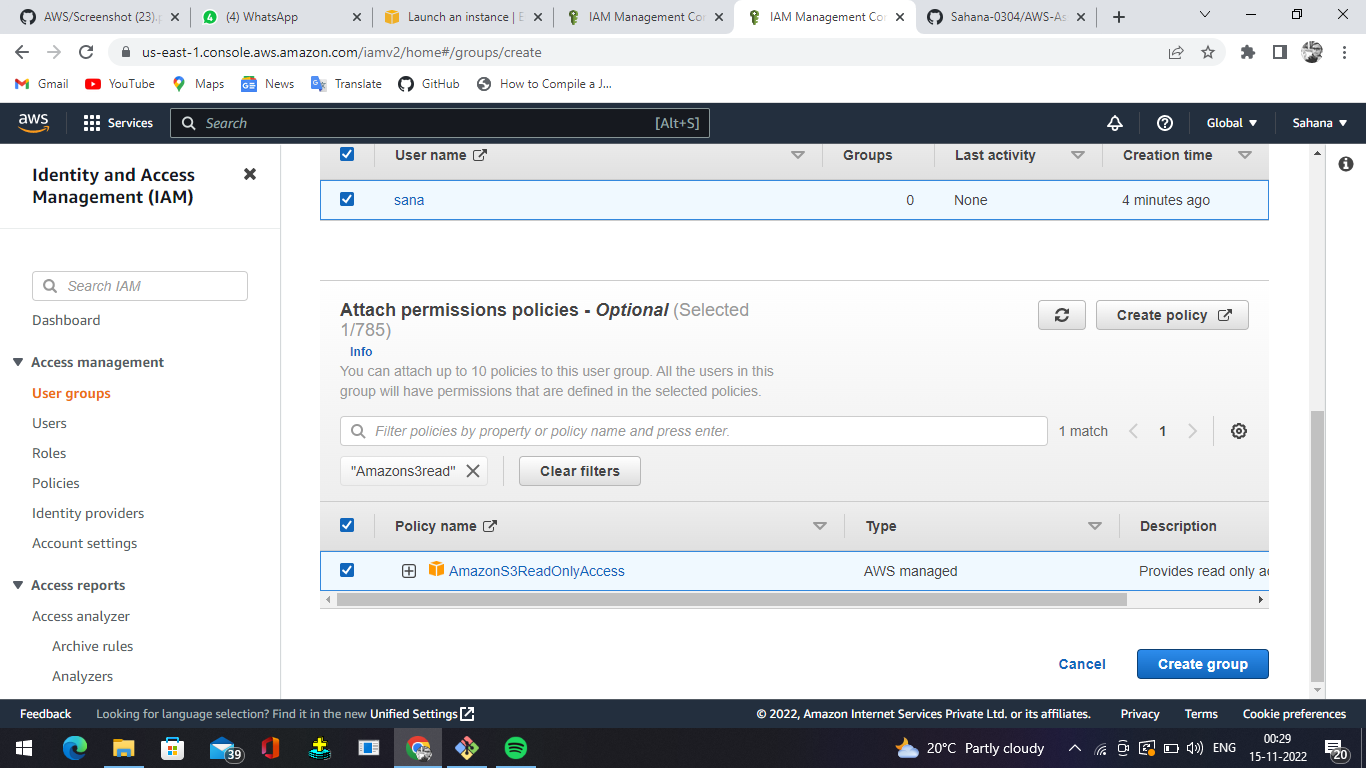 AWS/Screenshot (23).p
(4) WhatsApp
Launch an instance | E
IAM Management Con
IAM Management Con
Sahana-0304/AWS-As
us-east-1.console.aws.amazon.com/iamv2/home#/groups/create
Gmail
YouTube
Maps
News
Translate
GitHub
How to Compile a J...
aws
Services
Search
[Alt+S]
Global
Sahana
Identity and Access
Management (IAM)
Search IAM
Dashboard
Access management
User groups
Users
Roles
Policies
Identity providers
Account settings
Access reports
Access analyzer
Archive rules
Analyzers
User name
Groups
Last activity
Creation time
sana
0
None
4 minutes ago
Attach permissions policies - Optional (Selected
1/785)
Info
You can attach up to 10 policies to this user group. All the users in this
group will have permissions that are defined in the selected policies.
Create policy
Filter policies by property or policy name and press enter.
1 match
1
"Amazons3read"
Clear filters
Policy name
Type
Description
AmazonS3ReadOnlyAccess
AWS managed
Provides read only ac
Cancel
Create group
Feedback
Looking for language selection? Find it in the new Unified Settings
© 2022, Amazon Internet Services Private Ltd. or its affiliates.
Privacy
Terms
Cookie preferences
39
20°C Partly cloudy
ENG
00:29
15-11-2022
20